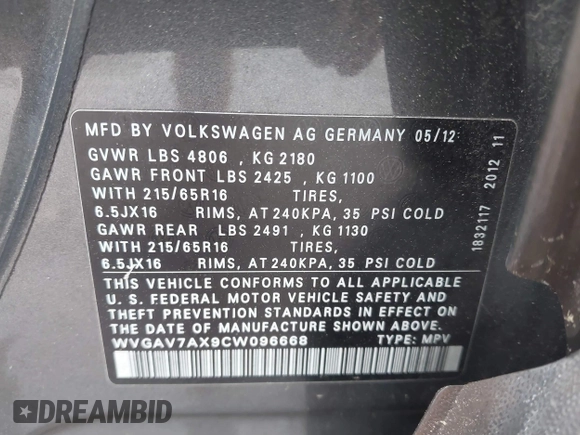 MFD BY VOLKSWAGEN AG GERMANY 05/12
GVWR LBS 4806 , KG 2180
GAWR FRONT LBS 2425 , KG 1100
WITH 215/65R16 TIRES,
6.5JX16 RIMS, AT 240KPA, 35 PSI COLD
GAWR REAR LBS 2491 , KG 1130
WITH 215/65R16 TIRES,
6.5JX16 RIMS, AT 240KPA, 35 PSI COLD
THIS VEHICLE CONFORMS TO ALL APPLICABLE
U. S. FEDERAL MOTOR VEHICLE SAFETY AND
THEFT PREVENTION STANDARDS IN EFFECT ON
THE DATE OF MANUFACTURE SHOWN ABOVE.
WVGAV7AX9CW096668 TYPE: MPV
1832117 2012 11
DREAMBID